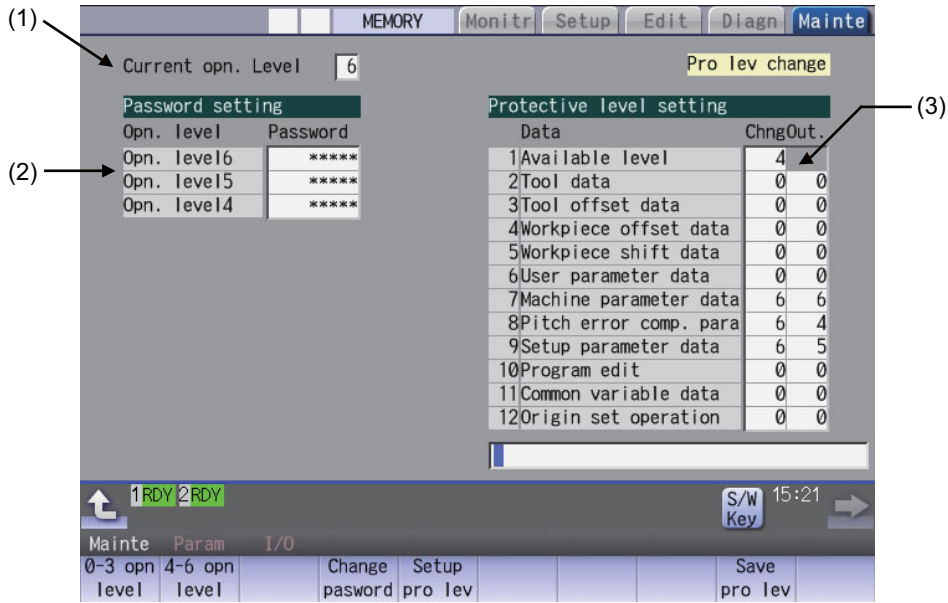 (1)
MEMORY Monitr Setup Edit Diagn Mainte
Current opn. Level 6 Pro lev change
Password setting
Opn. level Password
(2)
Opn. level6 *****
Opn. level5 *****
Opn. level4 *****
Protective level setting
(3)
Data Chng Out.
1 Available level 4
2 Tool data 0 0
3 Tool offset data 0 0
4 Workpiece offset data 0 0
5 Workpiece shift data 0 0
6 User parameter data 0 0
7 Machine parameter data 6 6
8 Pitch error comp. para 6 4
9 Setup parameter data 6 5
10 Program edit 0 0
11 Common variable data 0 0
12 Origin set operation 0 0
1 RDY 2 RDY S/W Key 15:21
Mainte Param I/O
0-3 opn level 4-6 opn level Change pasword Setup pro lev Save pro lev